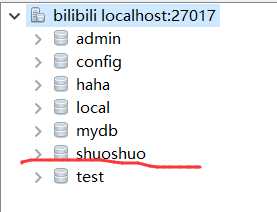 bilibili localhost:27017
admin
config
haha
local
mydb
shuoshuo
test